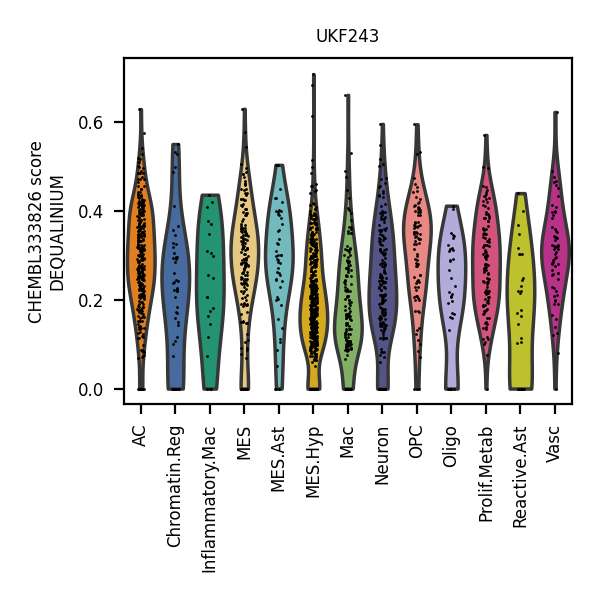 UKF243
CHEMBL333826 score
DEQUALINIUM
0.6
0.4
0.2
0.0
AC
Chromatin.Reg
Inflammatory.Mac
MES
MES.Ast
MES.Hyp
Mac
Neuron
OPC
Oligo
Prolif.Metab
Reactive.Ast
Vasc